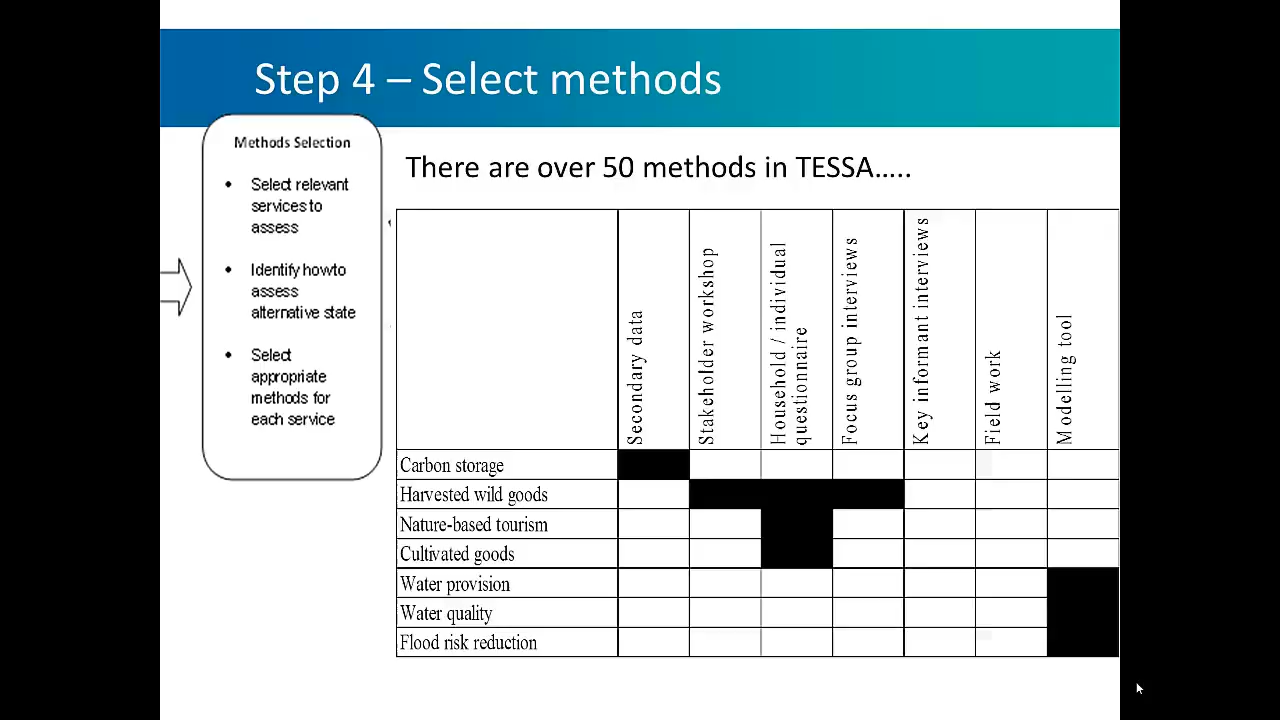 Step 4 – Select methods
Methods Selection
• Select relevant
services to
assess
• Identify howto
assess
alternative state
• Select
appropriate
methods for
each service
There are over 50 methods in TESSA…..
Secondary data
Stakeholder workshop
Household / individual
questionnaire
Focus group interviews
Key informant interviews
Field work
Modelling tool
Carbon storage
Harvested wild goods
Nature-based tourism
Cultivated goods
Water provision
Water quality
Flood risk reduction